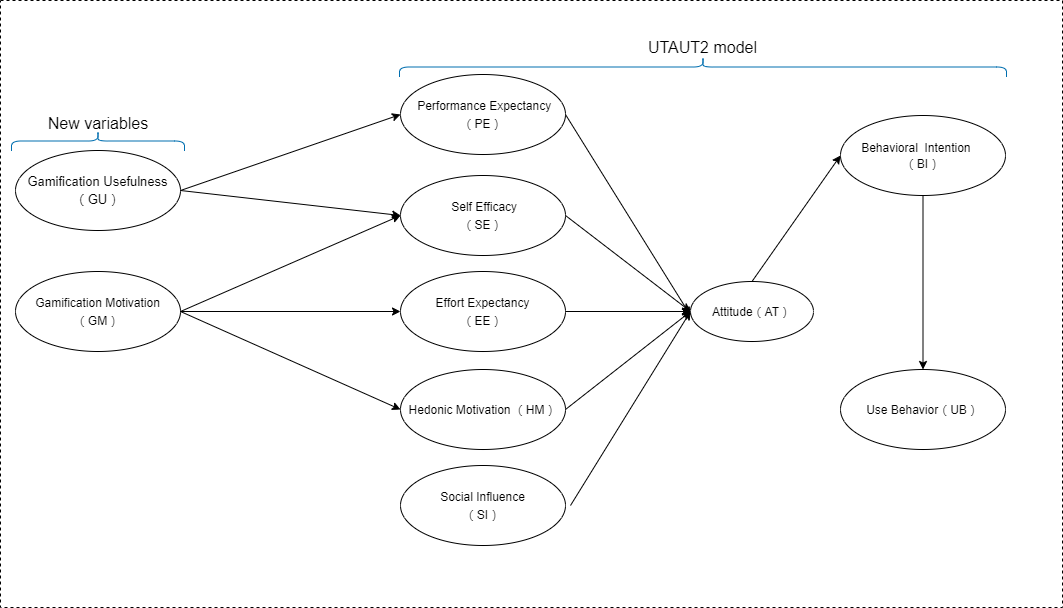 UTAUT2 model
New variables
Performance Expectancy
（PE）
Gamification Usefulness
（GU）
Self Efficacy
（SE）
Gamification Motivation
（GM）
Effort Expectancy
（EE）
Hedonic Motivation （HM）
Social Influence
（SI）
Attitude（AT）
Behavioral Intention
（BI）
Use Behavior（UB）